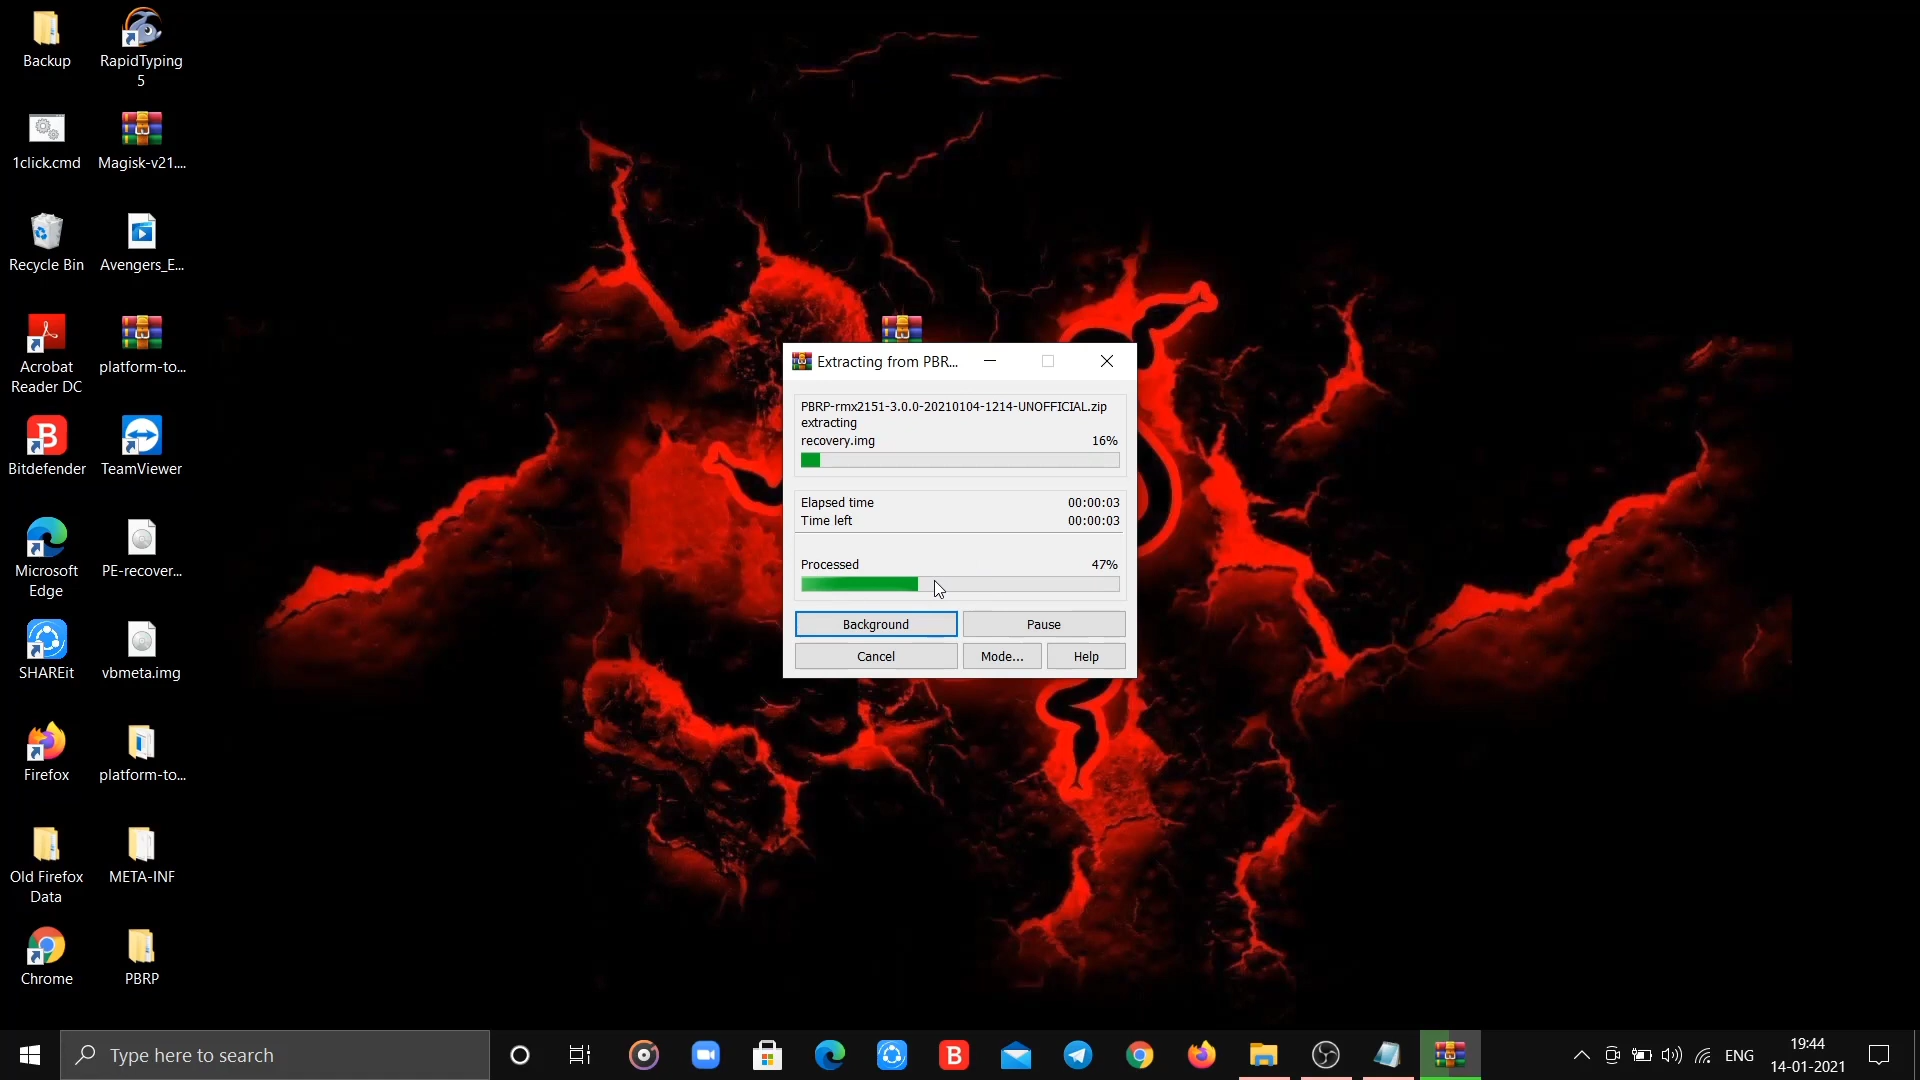 Backup
RapidTyping
5
1click.cmd
Magisk-v21....
Recycle Bin
Avengers_E...
Acrobat
Reader DC
platform-to...
Bitdefender
TeamViewer
Microsoft
Edge
PE-recover...
SHAREit
vbmeta.img
Firefox
platform-to...
Old Firefox
Data
META-INF
Chrome
PBRP
Extracting from PBR...
PBRP-rmx2151-3.0.0-20210104-1214-UNOFFICIAL.zip
extracting
recovery.img 16%
Elapsed time 00:00:03
Time left 00:00:03
Processed 47%
Background Pause
Cancel Mode... Help
Type here to search
ENG
19:44
14-01-2021